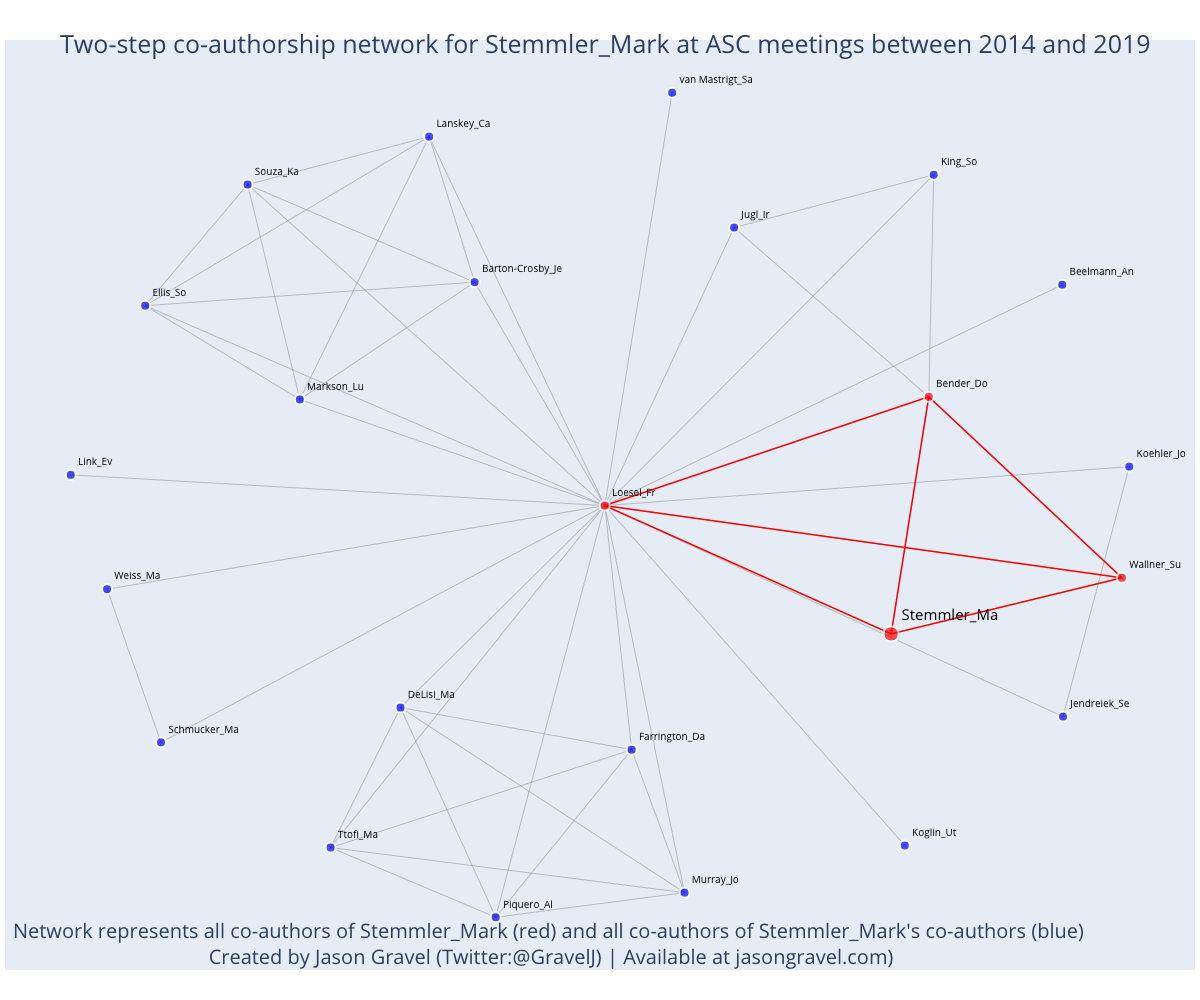 Two-step co-authorship network for Stemmler_Mark at ASC meetings between 2014 and 2019
van Mastrigt_Sa
Lanskey_Ca
King_So
Souza_Ka
Jugl_Ir
Barton-Crosby_Je
Beelmann_An
Ellis_So
Markson_Lu
Bender_Do
Link_Ev
Koehler_Jo
Loesel_Fr
Weiss_Ma
Wallner_Su
Stemmler_Ma
DeLisi_Ma
Jendreiek_Se
Schmucker_Ma
Farrington_Da
Ttofi_Ma
Koglin_Ut
Murray_Jo
Piquero_Al
Network represents all co-authors of Stemmler_Mark (red) and all co-authors of Stemmler_Mark's co-authors (blue)
Created by Jason Gravel (Twitter:@GravelJ) | Available at jasongravel.com)